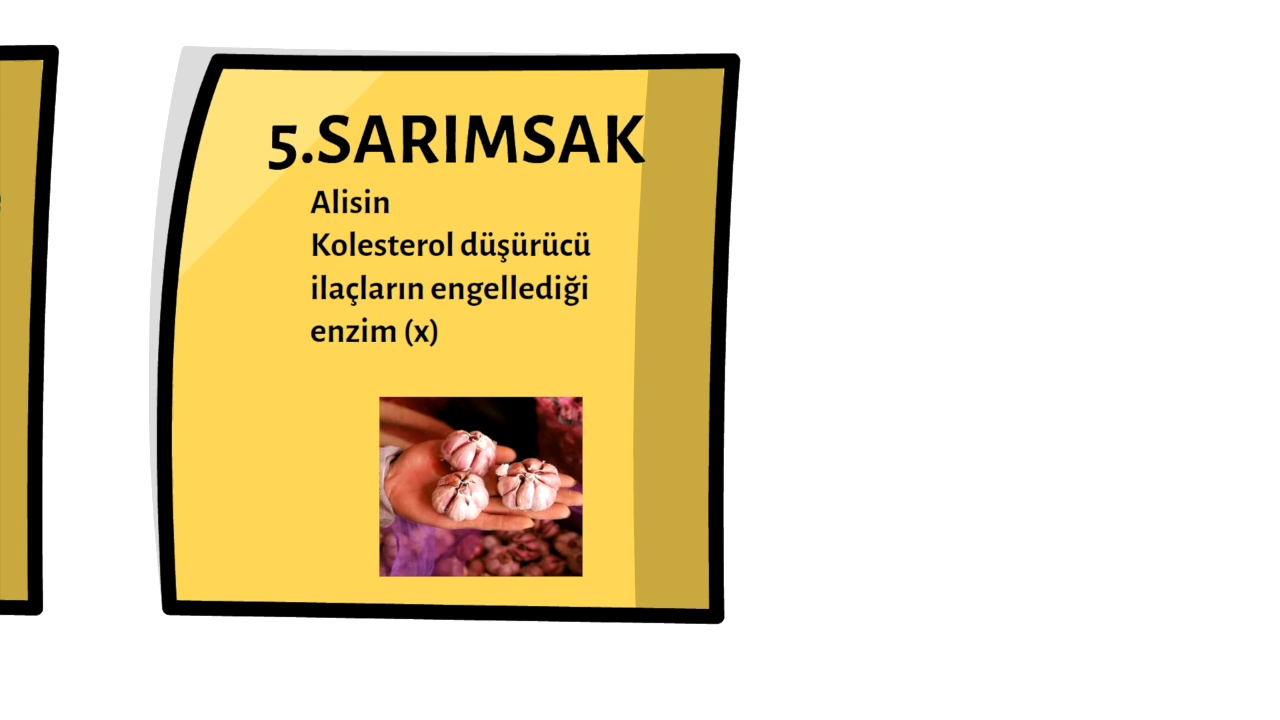 5.SARIMSAK
Alisin
Kolesterol düşürücü
ilaçların engellediği
enzim (x)